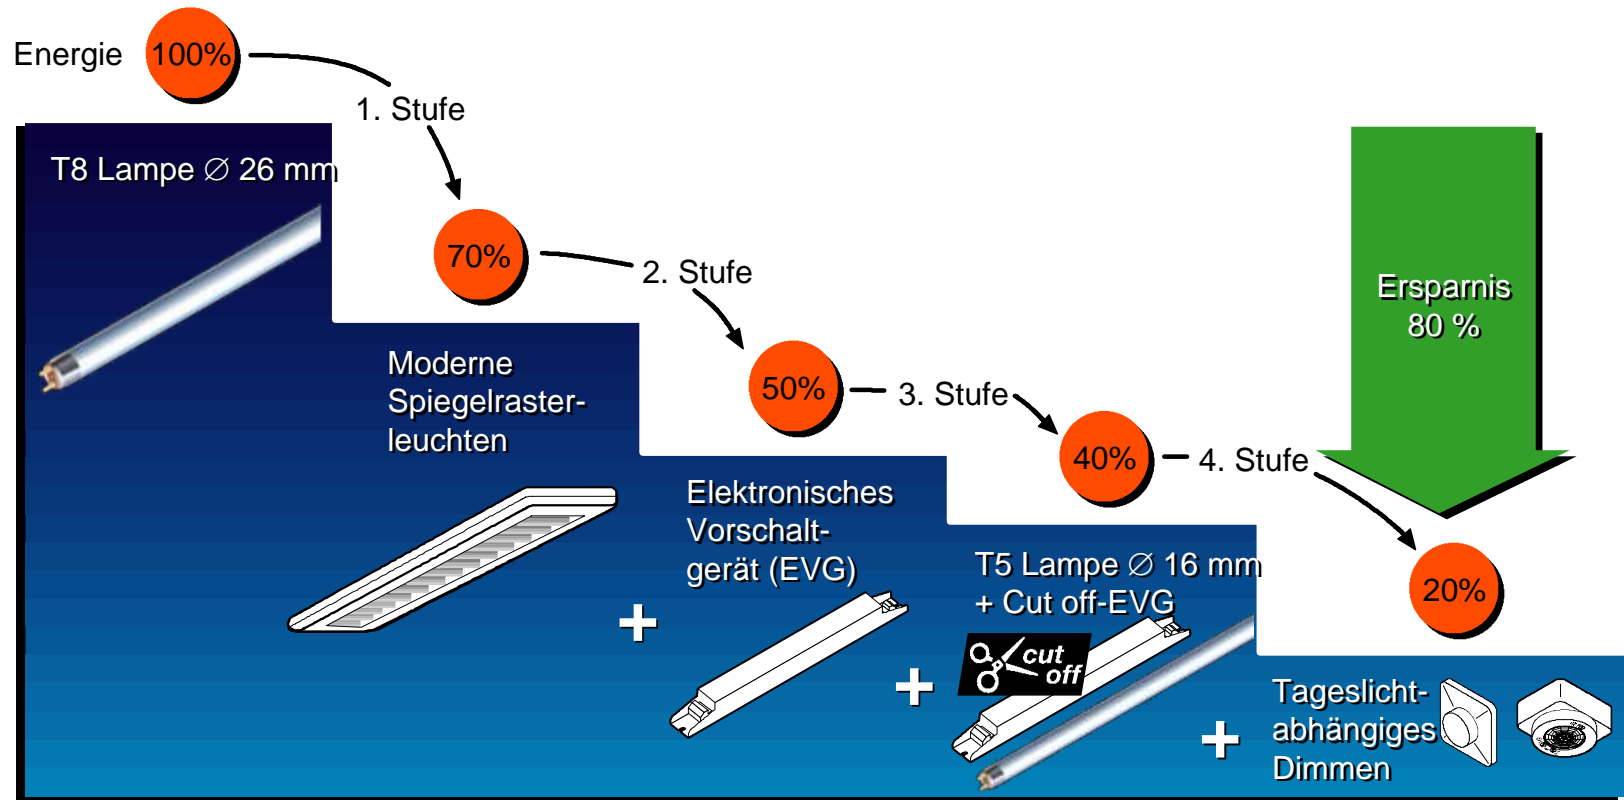 Energie 100%
1. Stufe
T8 Lampe ∅ 26 mm
70%
2. Stufe
Moderne
Spiegelraster-
leuchten
50%
3. Stufe
Elektronisches
Vorschalt-
gerät (EVG)
40%
4. Stufe
T5 Lampe ∅ 16 mm
+ Cut off-EVG
cut
off
Ersparnis
80 %
20%
Tageslicht-
abhängiges
Dimmen
+
+
+